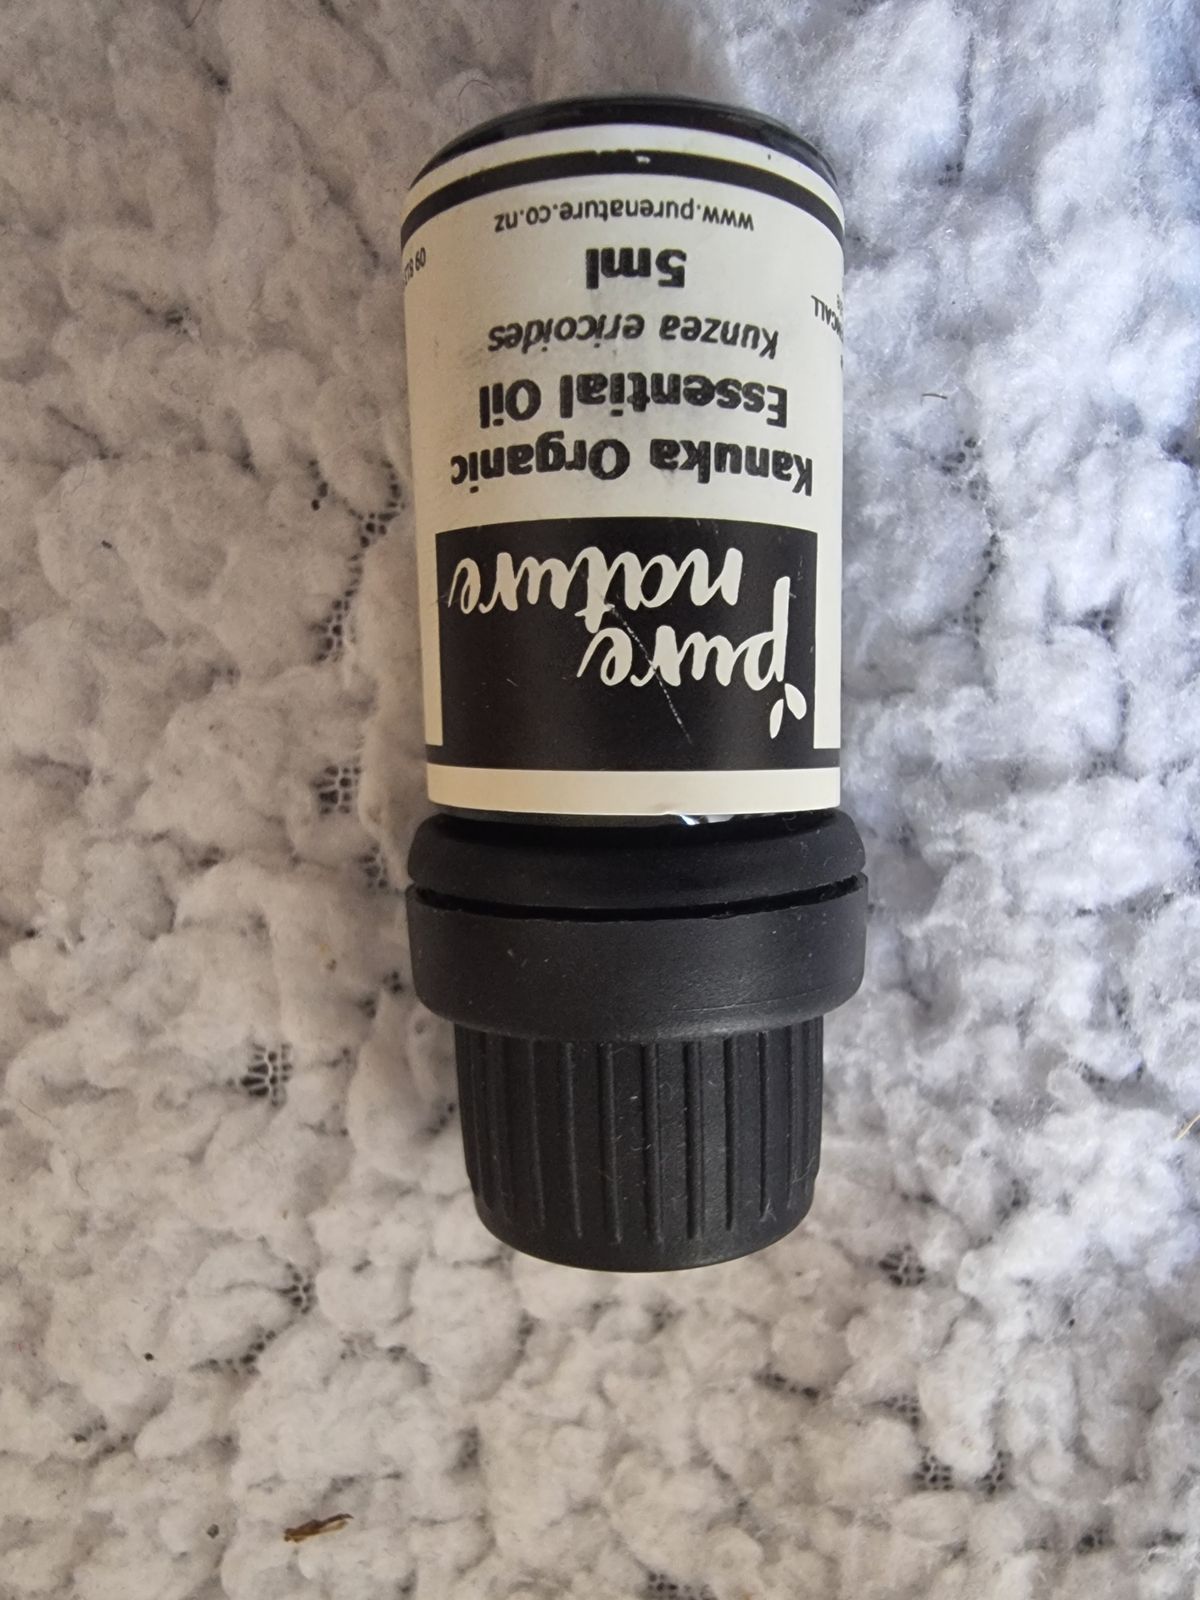 pure
nature
Kanuka Organic
Essential Oil
Kunzea ericoides
5ml
www.purenature.co.nz